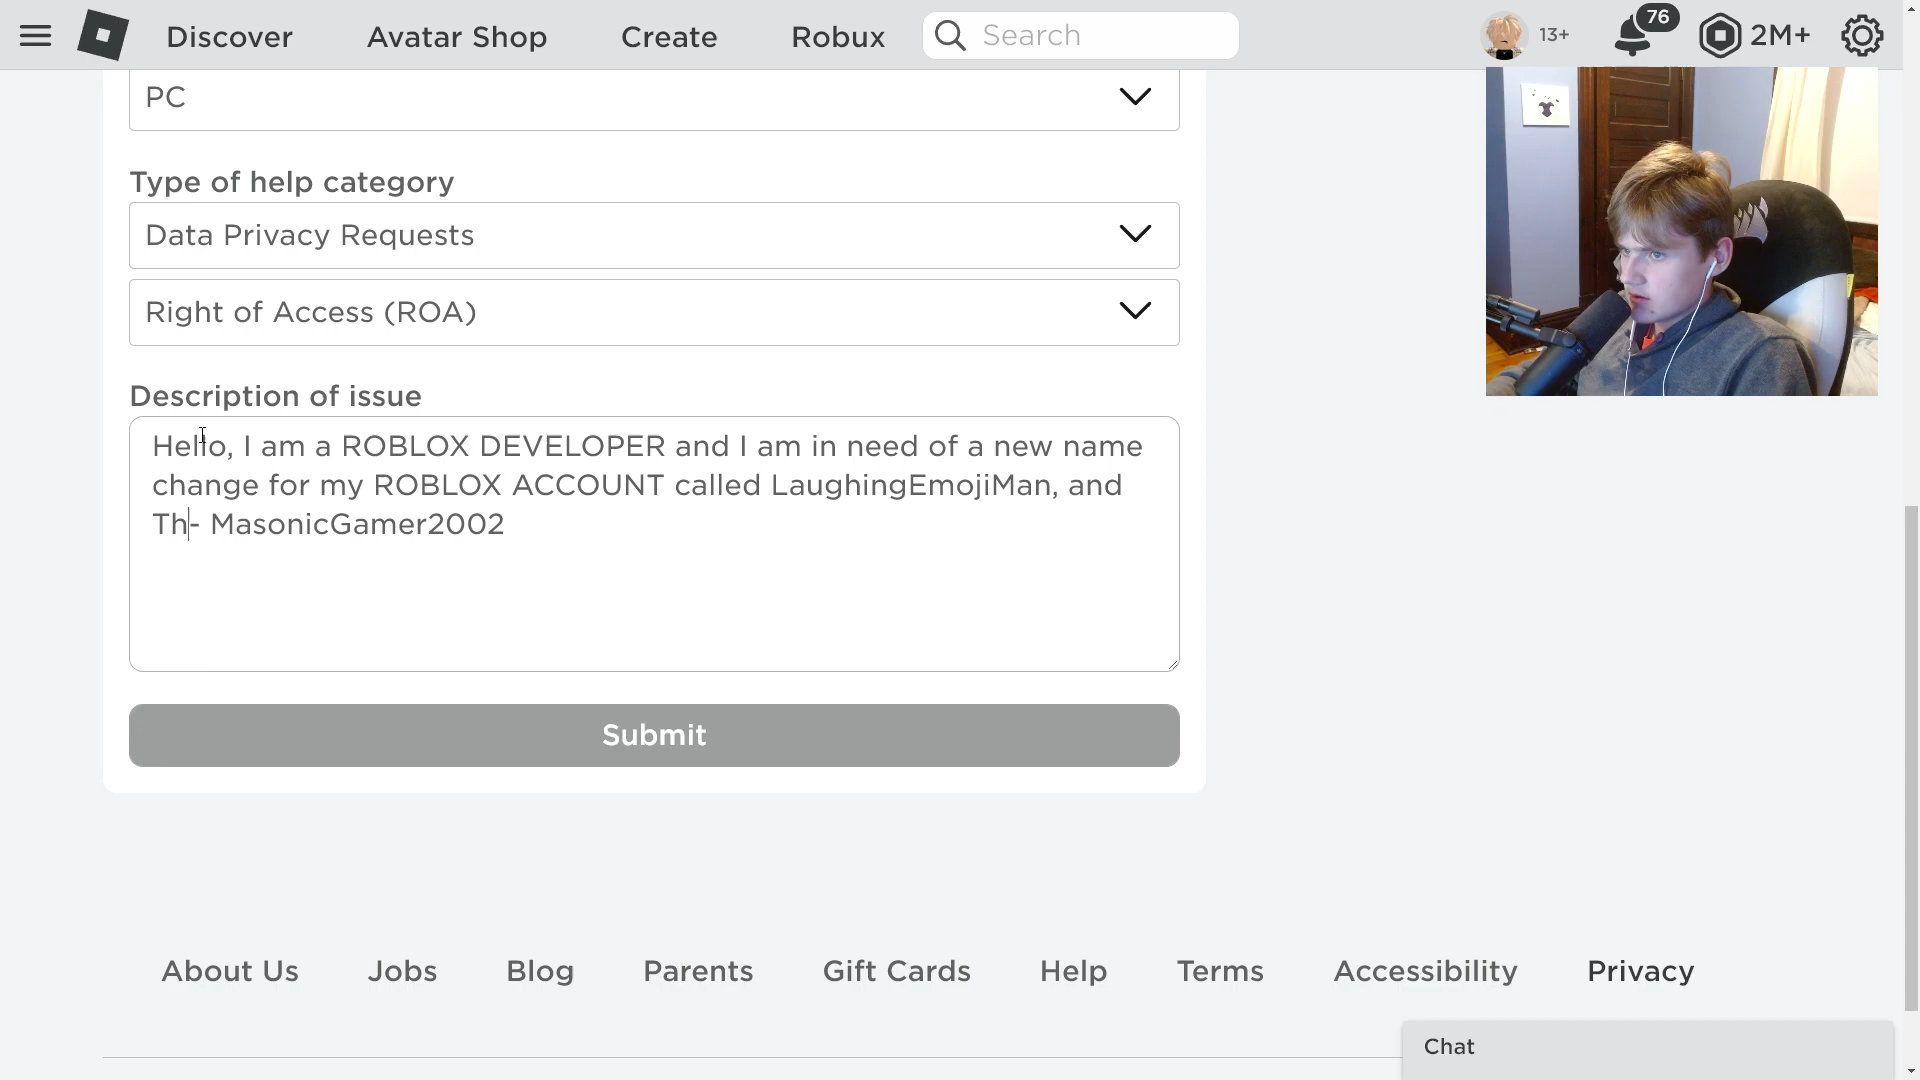 Discover Avatar Shop Create Robux Search 13+ 76 2M+
PC
Type of help category
Data Privacy Requests
Right of Access (ROA)
Description of issue
Hello, I am a ROBLOX DEVELOPER and I am in need of a new name
change for my ROBLOX ACCOUNT called LaughingEmojiMan, and
Th- MasonicGamer2002
Submit
About Us Jobs Blog Parents Gift Cards Help Terms Accessibility Privacy
Chat